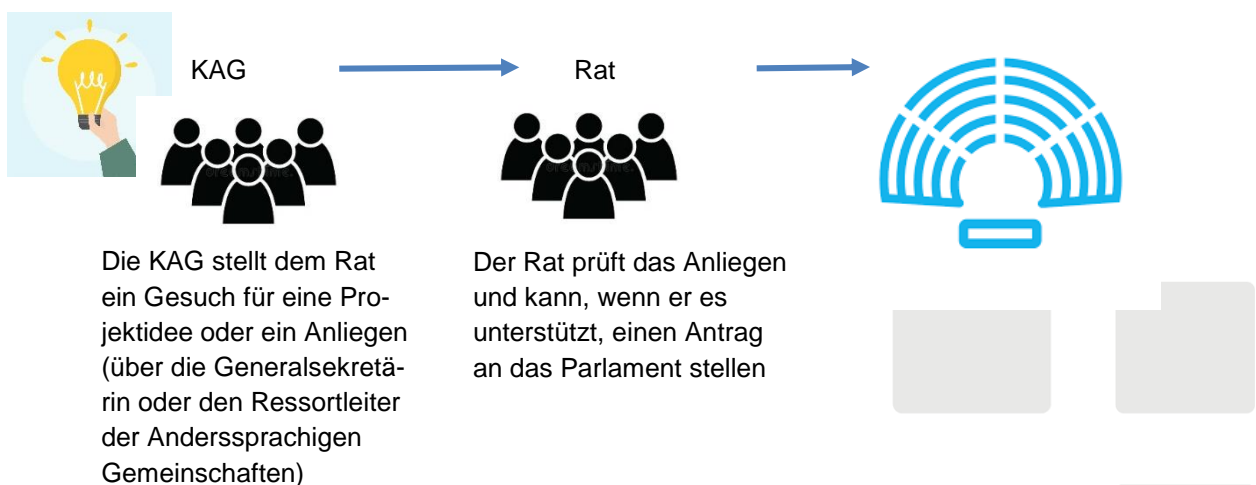 KAG
Rat
Die KAG stellt dem Rat
ein Gesuch für eine Pro-
jektidee oder ein Anliegen
(über die Generalsekretä-
rin oder den Ressortleiter
der Anderssprachigen
Gemeinschaften)
Der Rat prüft das Anliegen
und kann, wenn er es
unterstützt, einen Antrag
an das Parlament stellen